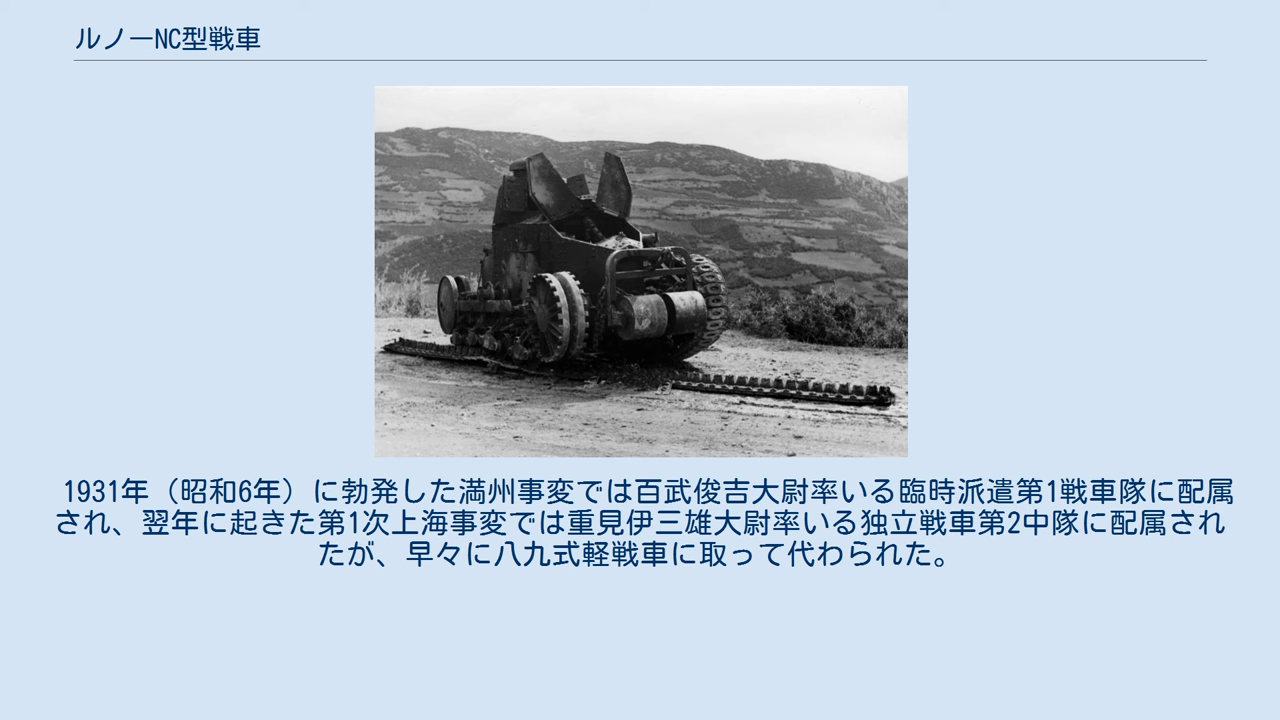 ルノーNC型戦車
1931年（昭和6年）に勃発した満州事変では百武俊吉大尉率いる臨時派遣第1戦車隊に配属
され、翌年に起きた第1次上海事変では重見伊三雄大尉率いる独立戦車第2中隊に配属され
たが、早々に八九式軽戦車に取って代わられた。